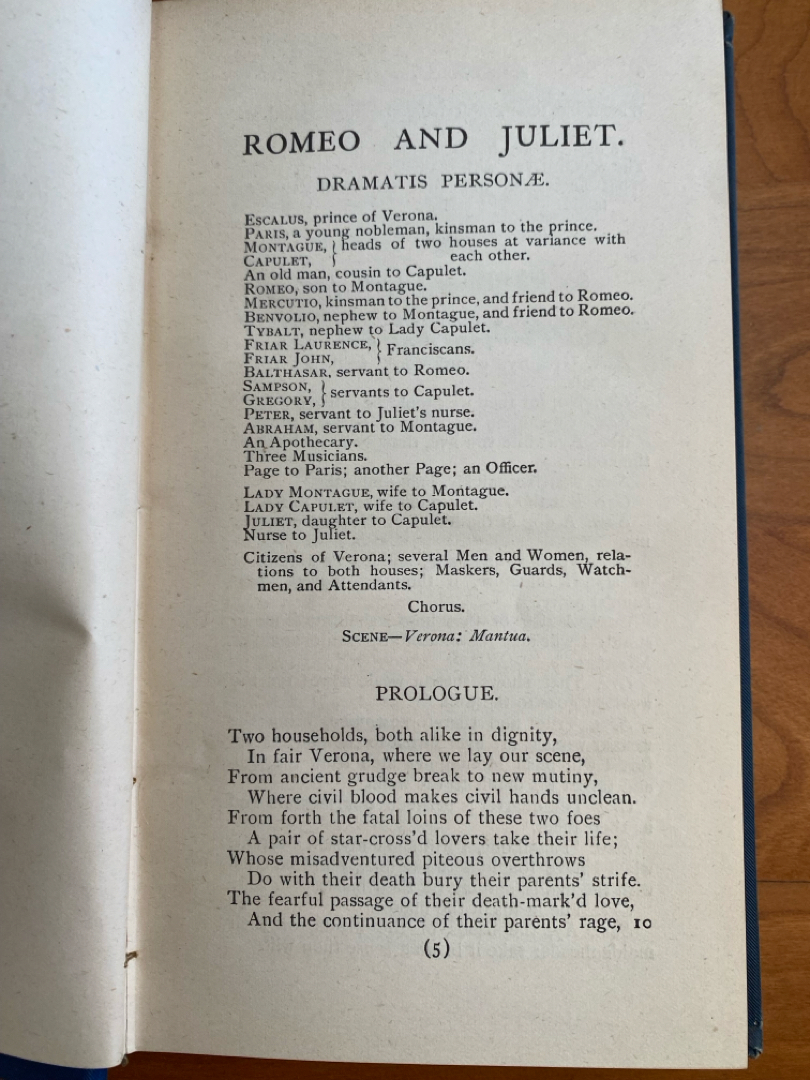 ROMEO AND JULIET.
DRAMATIS PERSONÆ.
ESCALUS, prince of Verona.
PARIS, a young nobleman, kinsman to the prince.
MONTAGUE, } heads of two houses at variance with
CAPULET, } each other.
An old man, cousin to Capulet.
ROMEO, son to Montague.
MERCUTIO, kinsman to the prince, and friend to Romeo.
BENVOLIO, nephew to Montague, and friend to Romeo.
TYBALT, nephew to Lady Capulet.
FRIAR LAURENCE, } Franciscans.
FRIAR JOHN,
BALTHASAR, servant to Romeo.
SAMPSON, } servants to Capulet.
GREGORY,
PETER, servant to Juliet's nurse.
ABRAHAM, servant to Montague.
An Apothecary.
Three Musicians.
Page to Paris; another Page; an Officer.
LADY MONTAGUE, wife to Montague.
LADY CAPULET, wife to Capulet.
JULIET, daughter to Capulet.
Nurse to Juliet.
Citizens of Verona; several Men and Women, rela-
tions to both houses; Maskers, Guards, Watch-
men, and Attendants.
Chorus.
SCENE—Verona: Mantua.
PROLOGUE.
Two households, both alike in dignity,
In fair Verona, where we lay our scene,
From ancient grudge break to new mutiny,
Where civil blood makes civil hands unclean.
From forth the fatal loins of these two foes
A pair of star-cross'd lovers take their life;
Whose misadventured piteous overthrows
Do with their death bury their parents' strife.
The fearful passage of their death-mark'd love,
And the continuance of their parents' rage, 10
(5)